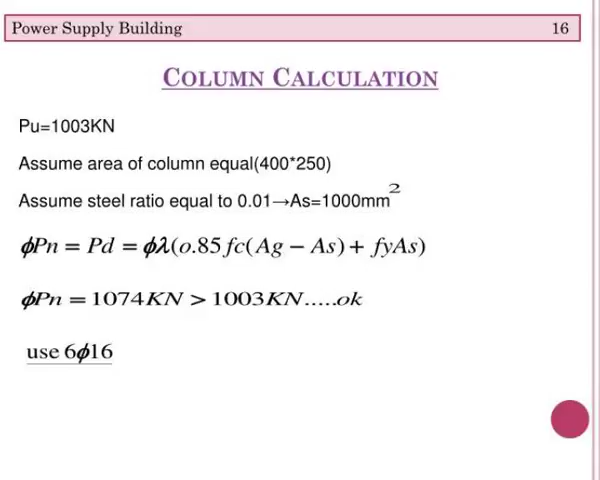 Power Supply Building 16
COLUMN CALCULATION
Pu=1003KN
Assume area of column equal(400*250)
Assume steel ratio equal to 0.01→As=1000mm²
ϕPn = Pd = ϕλ(o.85 fc(Ag − As) + fyAs)
ϕPn = 1074KN > 1003KN.....ok
use 6ϕ16